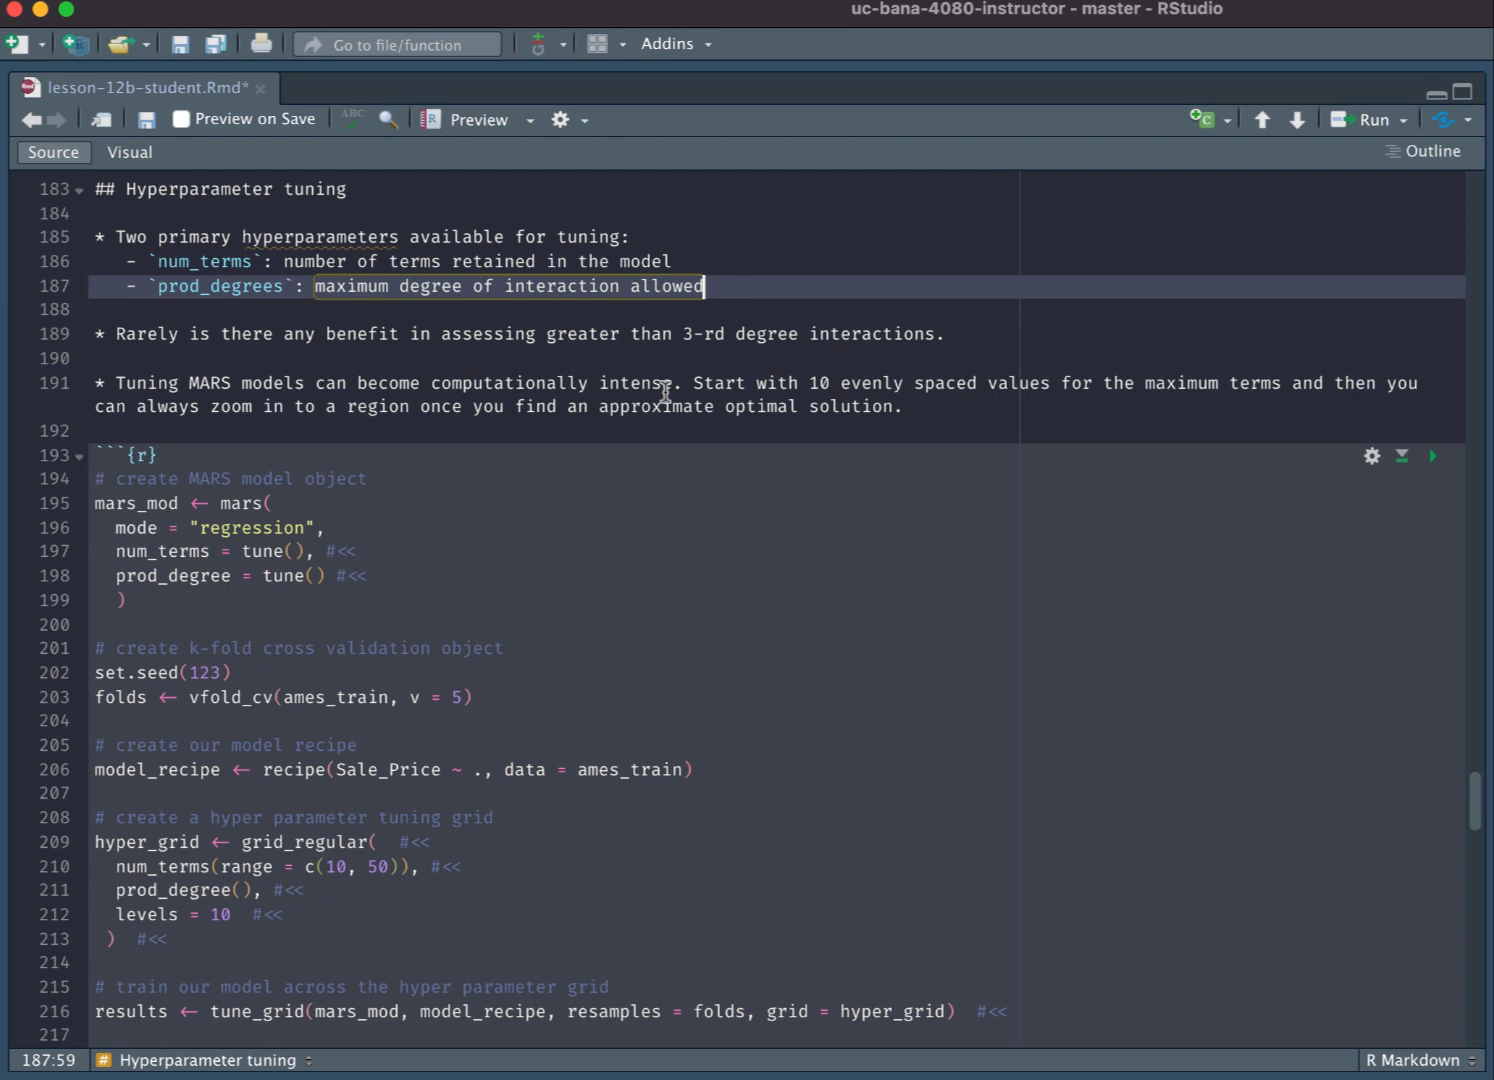 uc-bana-4080-instructor - master - RStudio
Go to file/function
Addins
lesson-12b-student.Rmd*
Preview on Save
ABC
Preview
Run
Source
Visual
Outline
183 ## Hyperparameter tuning
184
185 * Two primary hyperparameters available for tuning:
186    - `num_terms`: number of terms retained in the model
187    - `prod_degrees`: maximum degree of interaction allowed
188
189 * Rarely is there any benefit in assessing greater than 3-rd degree interactions.
190
191 * Tuning MARS models can become computationally intense. Start with 10 evenly spaced values for the maximum terms and then you
can always zoom in to a region once you find an approximate optimal solution.
192
193 ```{r}
194 # create MARS model object
195 mars_mod <- mars(
196   mode = "regression",
197   num_terms = tune(), #<<
198   prod_degree = tune() #<<
199   )
200
201 # create k-fold cross validation object
202 set.seed(123)
203 folds <- vfold_cv(ames_train, v = 5)
204
205 # create our model recipe
206 model_recipe <- recipe(Sale_Price ~ ., data = ames_train)
207
208 # create a hyper parameter tuning grid
209 hyper_grid <- grid_regular(  #<<
210   num_terms(range = c(10, 50)), #<<
211   prod_degree(), #<<
212   levels = 10  #<<
213  )  #<<
214
215 # train our model across the hyper parameter grid
216 results <- tune_grid(mars_mod, model_recipe, resamples = folds, grid = hyper_grid)  #<<
217
187:59 # Hyperparameter tuning
R Markdown